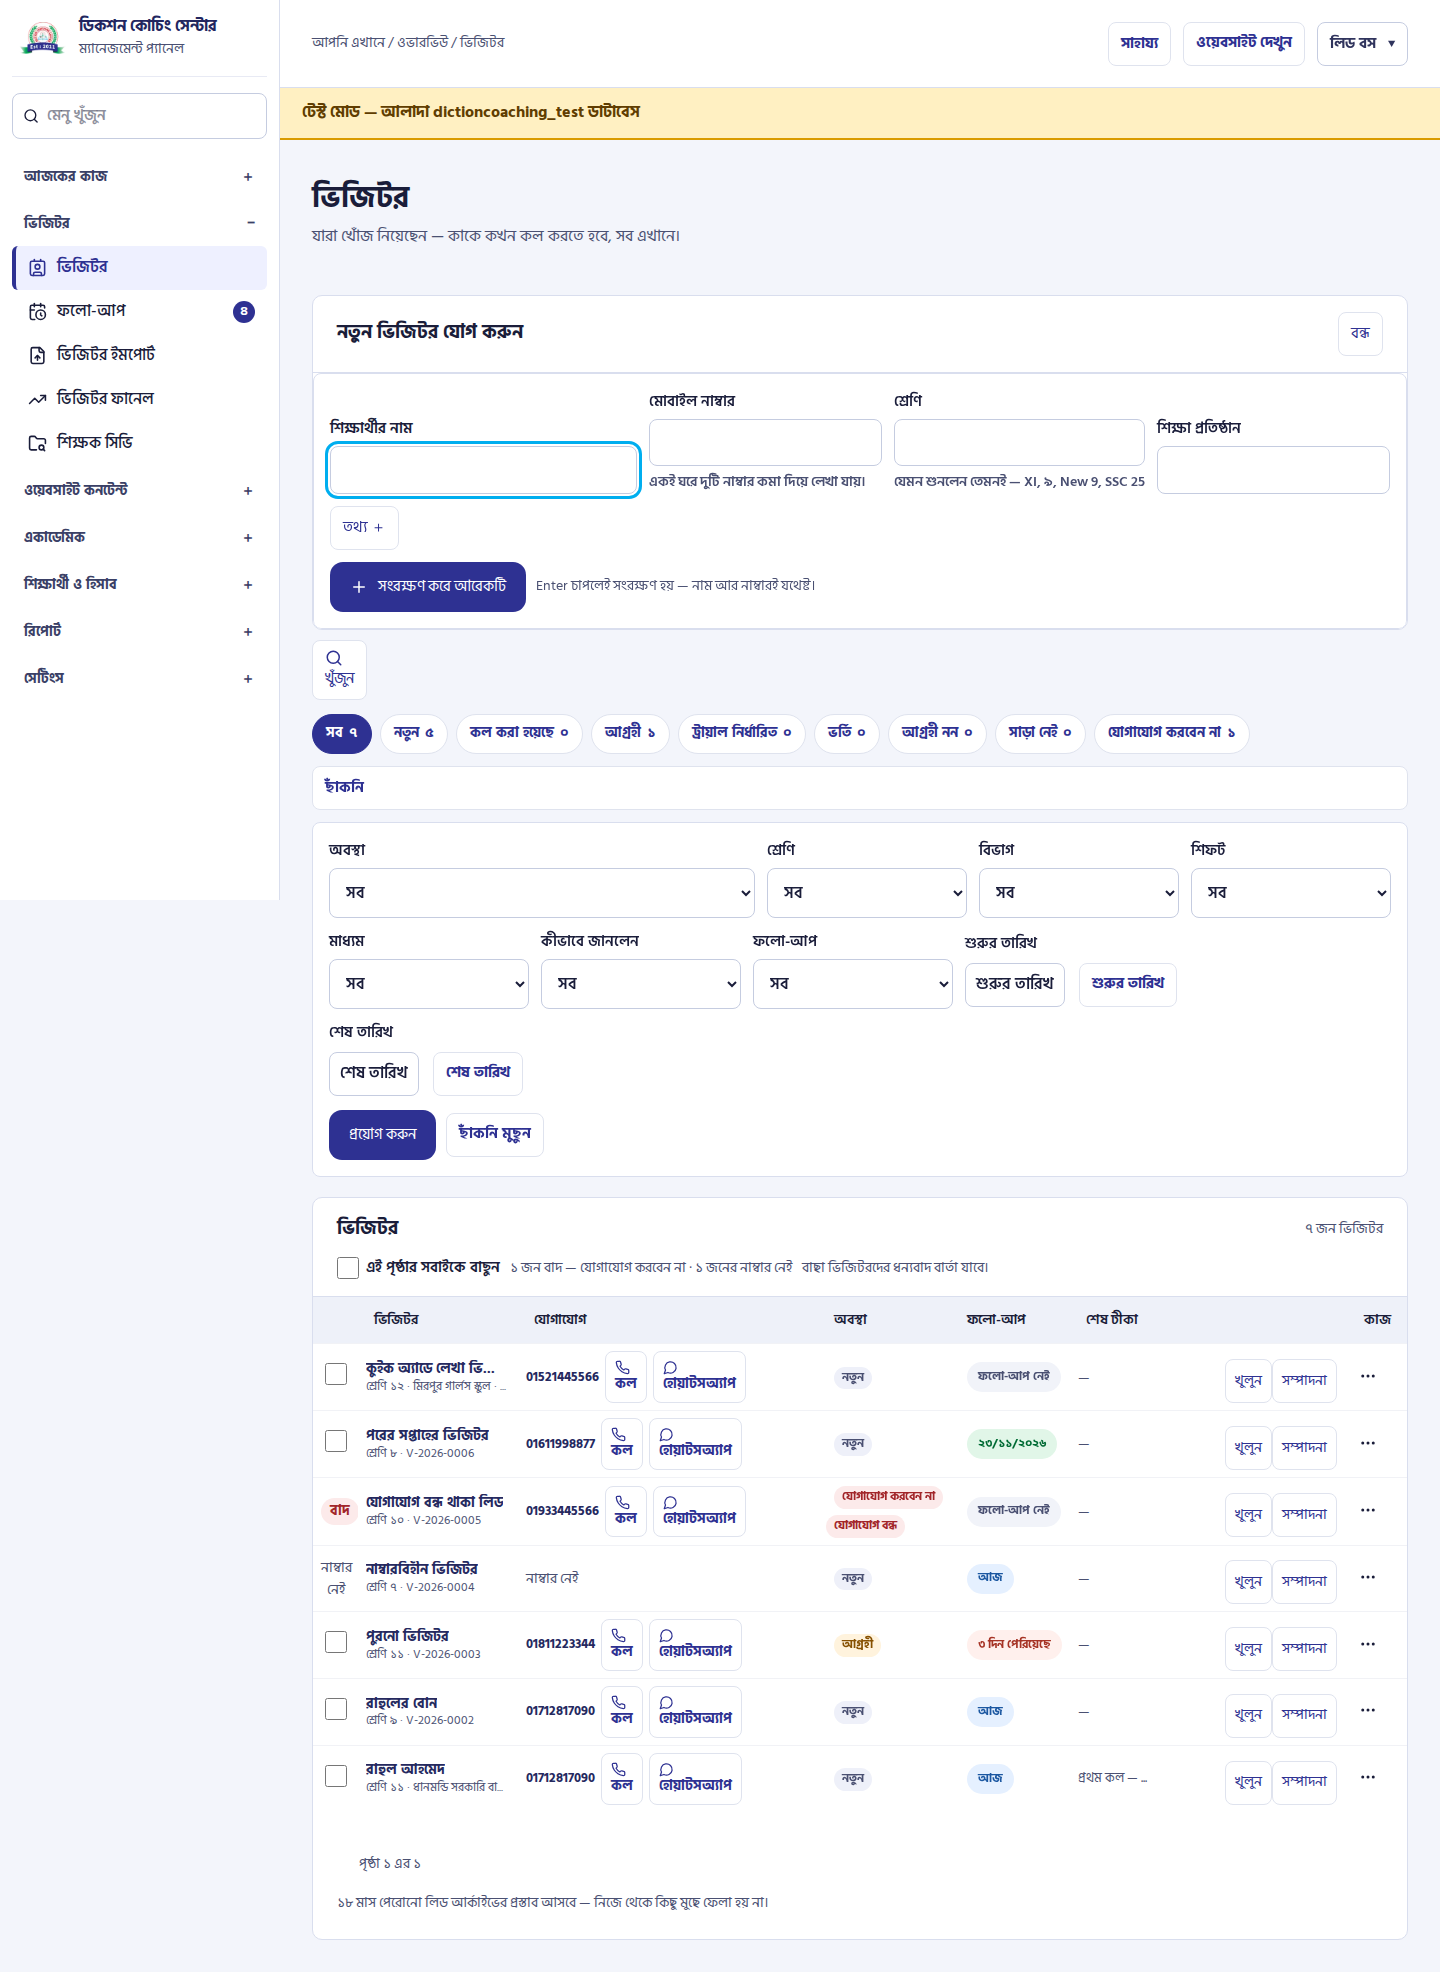 ডিকশন কোচিং সেন্টার
ম্যানেজমেন্ট প্যানেল
মেনু খুঁজুন
আজকের কাজ +
ভিজিটর −
ভিজিটর
ফলো-আপ 8
ভিজিটর ইমপোর্ট
ভিজিটর ফানেল
শিক্ষক সিভি
ওয়েবসাইট কনটেন্ট +
একাডেমিক +
শিক্ষার্থী ও হিসাব +
রিপোর্ট +
সেটিংস +
আপনি এখানে / ওভারভিউ / ভিজিটর
সাহায্য ওয়েবসাইট দেখুন লিড বস ▾
টেস্ট মোড — আলাদা dictioncoaching_test ডাটাবেস
ভিজিটর
যারা খোঁজ নিয়েছেন — কাকে কখন কল করতে হবে, সব এখানে।
নতুন ভিজিটর যোগ করুন বন্ধ
শিক্ষার্থীর নাম মোবাইল নাম্বার শ্রেণি শিক্ষা প্রতিষ্ঠান
একই ঘরে দুটি নাম্বার কমা দিয়ে লেখা যায়। যেমন শুনলেন তেমনই — XI, ৯, New 9, SSC 25
তথ্য +
+ সংরক্ষণ করে আরেকটি Enter চাপলেই সংরক্ষণ হয় — নাম আর নাম্বারই যথেষ্ট।
খুঁজুন
সব ৭ নতুন ৫ কল করা হয়েছে ০ আগ্রহী ১ ট্রায়াল নির্ধারিত ০ ভর্তি ০ আগ্রহী নন ০ সাড়া নেই ০ যোগাযোগ করবেন না ১
ছাঁকনি
অবস্থা শ্রেণি বিভাগ শিফট
সব সব সব সব
মাধ্যম কীভাবে জানলেন ফলো-আপ শুরুর তারিখ
সব সব সব শুরুর তারিখ শুরুর তারিখ
শেষ তারিখ
শেষ তারিখ শেষ তারিখ
প্রয়োগ করুন ছাঁকনি মুছুন
ভিজিটর ৭ জন ভিজিটর
এই পৃষ্ঠার সবাইকে বাছুন ১ জন বাদ — যোগাযোগ করবেন না · ১ জনের নাম্বার নেই বাছা ভিজিটরদের ধন্যবাদ বার্তা যাবে।
ভিজিটর যোগাযোগ অবস্থা ফলো-আপ শেষ টীকা কাজ
কুইক অ্যাডে লেখা ভি... 01521445566 কল হোয়াটসঅ্যাপ নতুন ফলো-আপ নেই — খুলুন সম্পাদনা ···
শ্রেণি ১২ · মিরপুর গার্লস স্কুল · ...
পরের সপ্তাহের ভিজিটর 01611998877 কল হোয়াটসঅ্যাপ নতুন ২৩/১১/২০২৬ — খুলুন সম্পাদনা ···
শ্রেণি ৮ · V-2026-0006
বাদ যোগাযোগ বন্ধ থাকা লিড 01933445566 কল হোয়াটসঅ্যাপ যোগাযোগ করবেন না ফলো-আপ নেই — খুলুন সম্পাদনা ···
শ্রেণি ১০ · V-2026-0005 যোগাযোগ বন্ধ
নাম্বার নেই নাম্বারবিহীন ভিজিটর নাম্বার নেই নতুন আজ — খুলুন সম্পাদনা ···
শ্রেণি ৭ · V-2026-0004
পুরনো ভিজিটর 01811223344 কল হোয়াটসঅ্যাপ আগ্রহী ৩ দিন পেরিয়েছে — খুলুন সম্পাদনা ···
শ্রেণি ১১ · V-2026-0003
রাহুলের বোন 01712817090 কল হোয়াটসঅ্যাপ নতুন আজ — খুলুন সম্পাদনা ···
শ্রেণি ৯ · V-2026-0002
রাহুল আহমেদ 01712817090 কল হোয়াটসঅ্যাপ নতুন আজ প্রথম কল — ... খুলুন সম্পাদনা ···
শ্রেণি ১১ · ধানমন্ডি সরকারি বা...
পৃষ্ঠা ১ এর ১
১৮ মাস পেরোনো লিড আর্কাইভের প্রস্তাব আসবে — নিজে থেকে কিছু মুছে ফেলা হয় না।